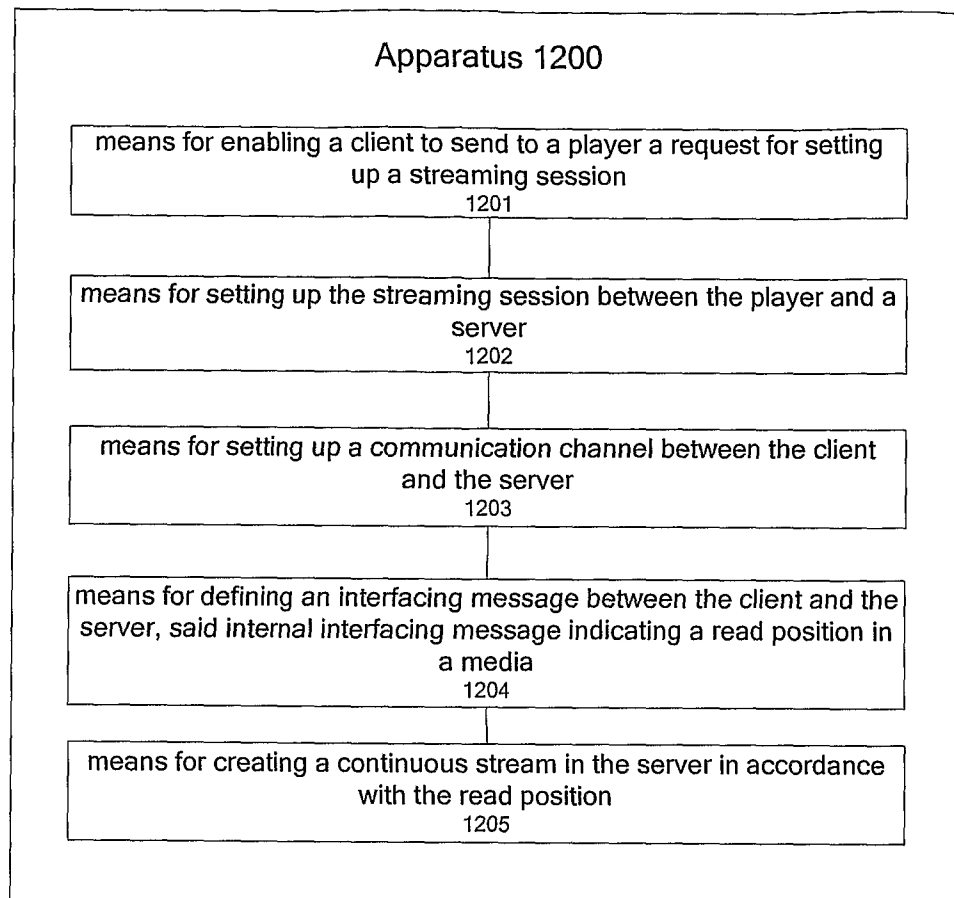 Apparatus 1200
means for enabling a client to send to a player a request for setting
up a streaming session
1201
means for setting up the streaming session between the player and a
server
1202
means for setting up a communication channel between the client
and the server
1203
means for defining an interfacing message between the client and the
server, said internal interfacing message indicating a read position in
a media
1204
means for creating a continuous stream in the server in accordance
with the read position
1205